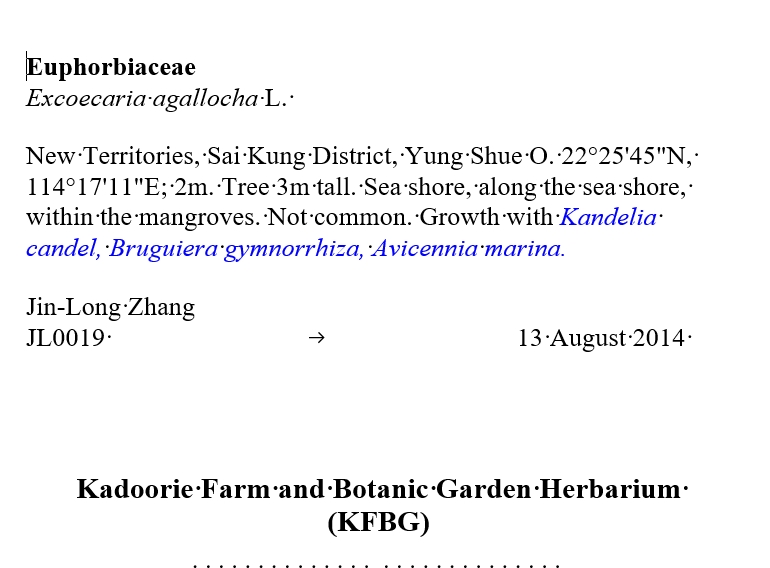 Euphorbiaceae
Excoecaria agallocha L.
New Territories, Sai Kung District, Yung Shue O. 22°25'45"N,
114°17'11"E; 2m. Tree 3m tall. Sea shore, along the sea shore,
within the mangroves. Not common. Growth with Kandelia
candel, Bruguiera gymnorrhiza, Avicennia marina.
Jin-Long Zhang
JL0019 → 13 August 2014
Kadoorie Farm and Botanic Garden Herbarium
(KFBG)